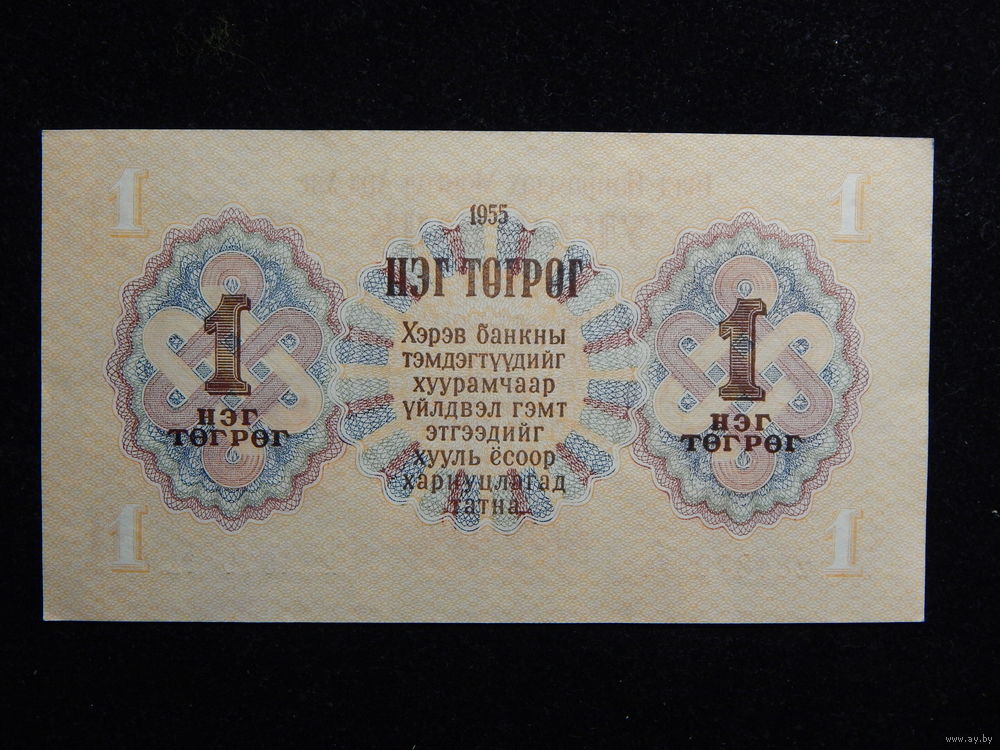 1
1
1955
НЭГ ТӨГРӨГ
Хэрэв банкны
тэмдэгтүүдийг
хуурамчаар
үйлдвэл гэмт
этгээдийг
хууль ёсоор
хариуцлагад
татна
1
НЭГ
ТӨГРӨГ
1
НЭГ
ТӨГРӨГ
1
1
www.ay.by